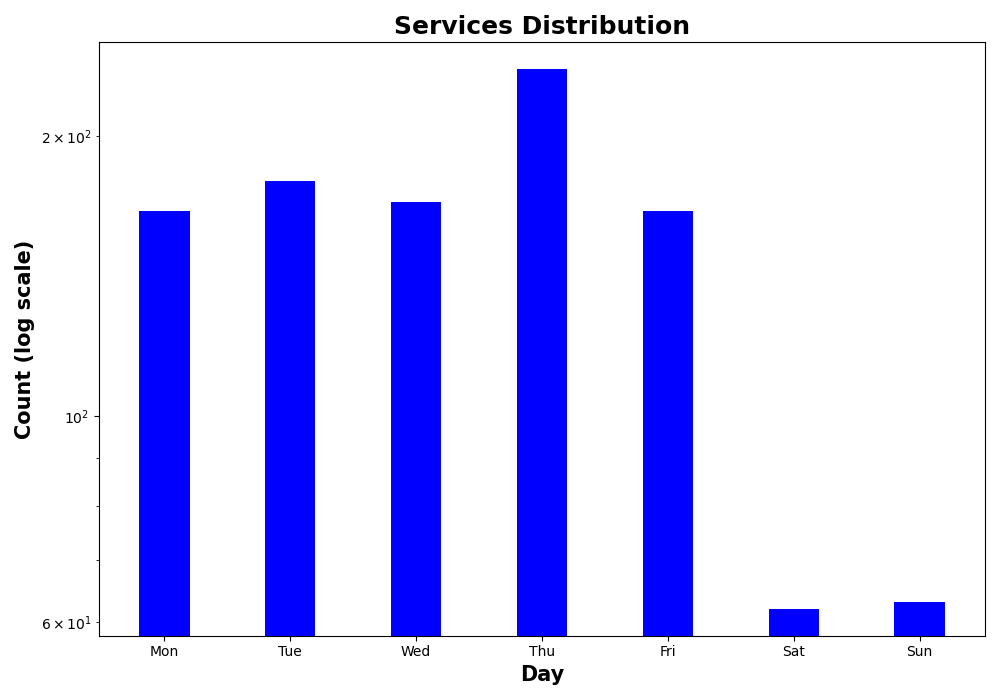 Services Distribution
Count (log scale)
2 × 10²
10²
6 × 10¹
Mon Tue Wed Thu Fri Sat Sun
Day